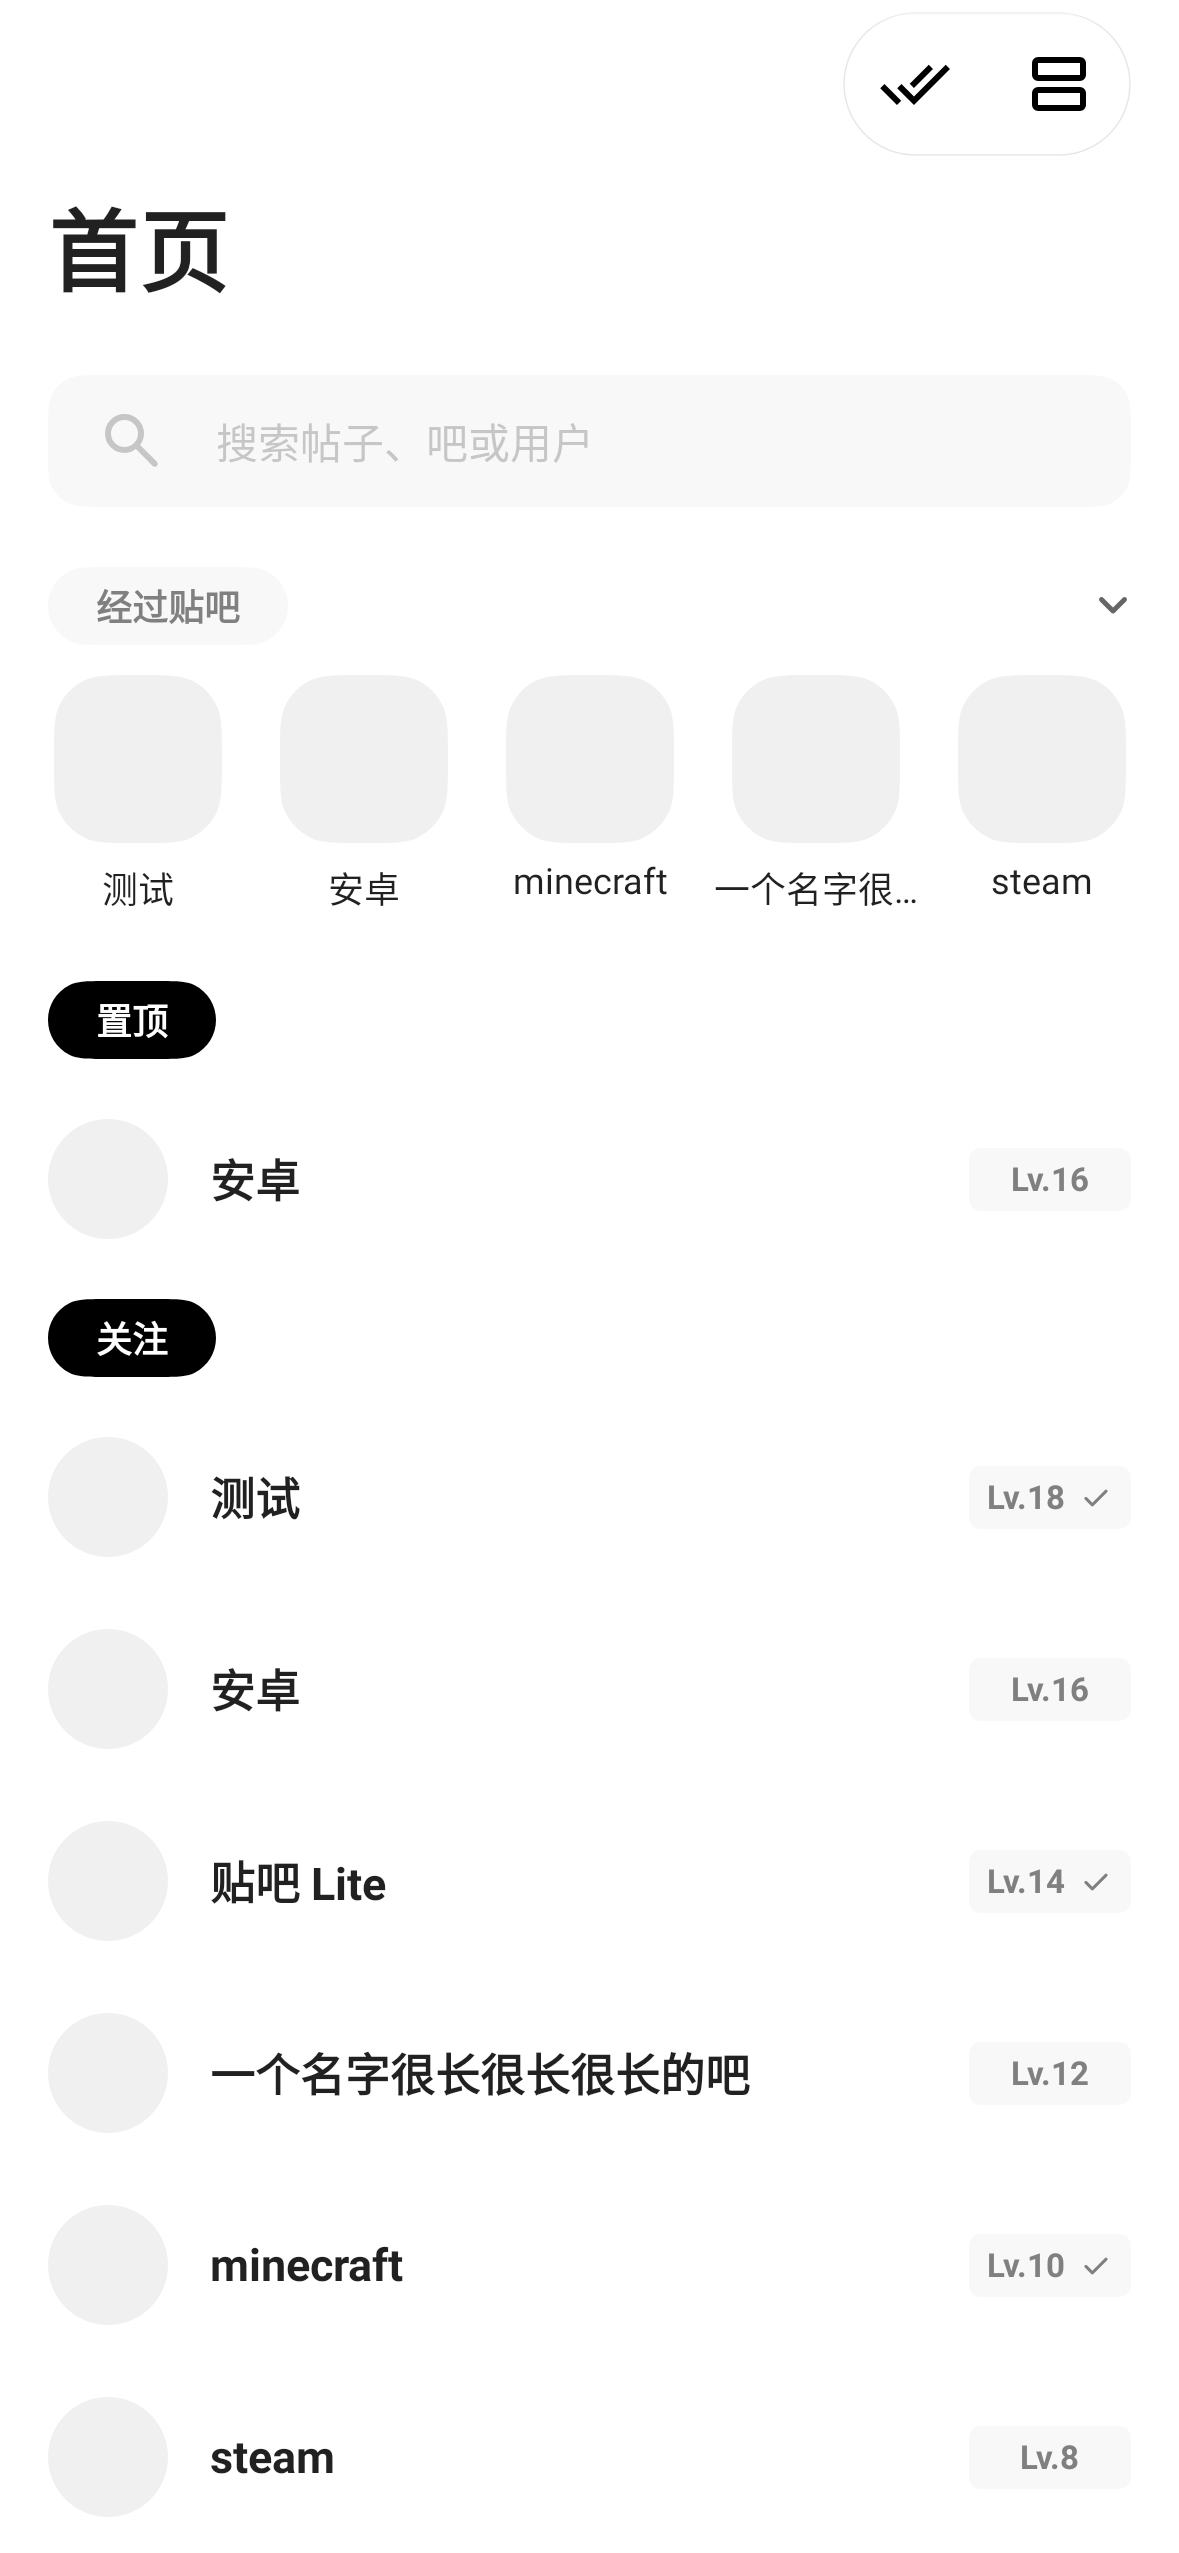 首页
搜索帖子、吧或用户
经过贴吧
测试
安卓
minecraft
一个名字很...
steam
置顶
安卓
Lv.16
关注
测试
Lv.18
安卓
Lv.16
贴吧 Lite
Lv.14
一个名字很长很长很长的吧
Lv.12
minecraft
Lv.10
steam
Lv.8